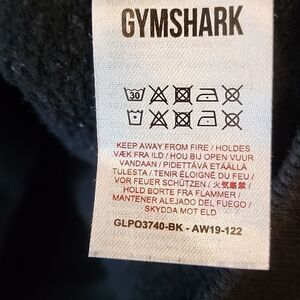 GYMSHARK
30
KEEP AWAY FROM FIRE / HOLDES
VÆK FRA ILD / HOU BIJ OPEN VUUR
VANDAAN / PIDETTÄVÄ ETÄÄLLÄ
TULESTA / TENIR ÉLOIGNÉ DU FEU /
VOR FEUER SCHÜTZEN / 火気厳禁 /
HOLD BORTE FRA FLAMMER /
MANTENER ALEJADO DEL FUEGO /
SKYDDA MOT ELD
GLPO3740-BK - AW19-122